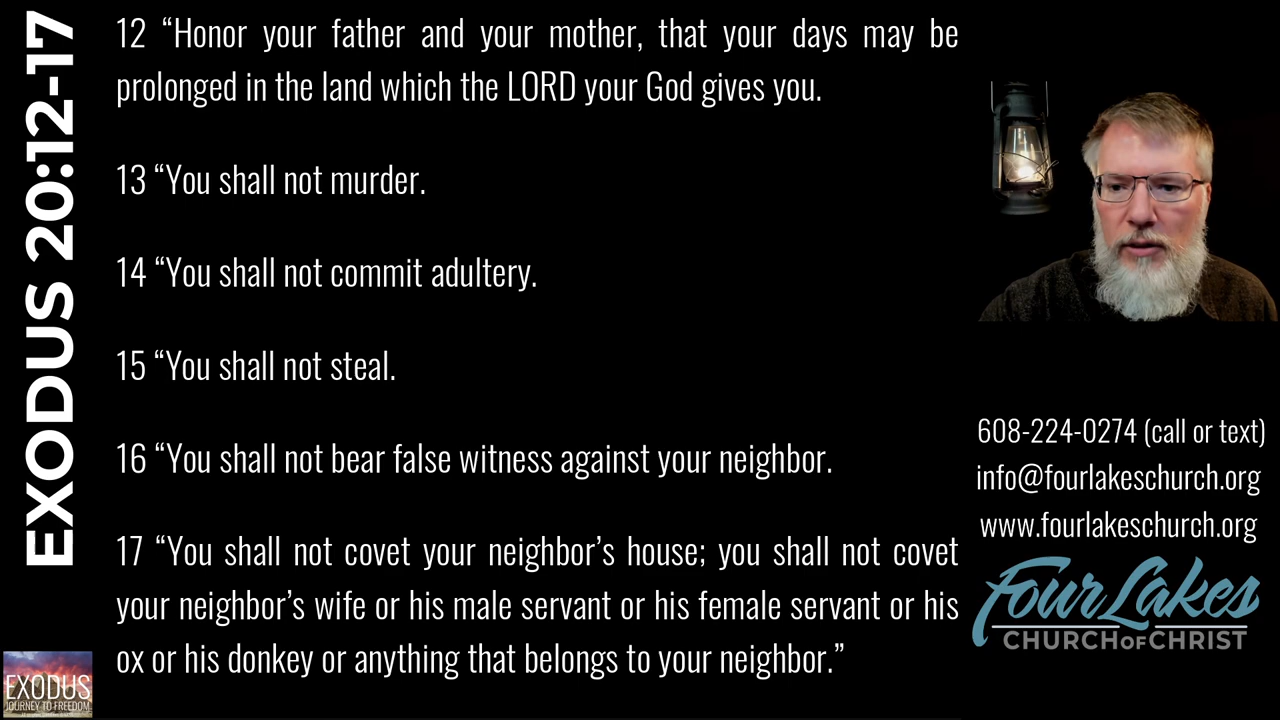 EXODUS 20:12-17
12 “Honor your father and your mother, that your days may be
prolonged in the land which the LORD your God gives you.
13 “You shall not murder.
14 “You shall not commit adultery.
15 “You shall not steal.
16 “You shall not bear false witness against your neighbor.
17 “You shall not covet your neighbor’s house; you shall not covet
your neighbor’s wife or his male servant or his female servant or his
ox or his donkey or anything that belongs to your neighbor.”
608-224-0274 (call or text)
info@fourlakeschurch.org
www.fourlakeschurch.org
Four Lakes
CHURCH OF CHRIST
EXODUS
JOURNEY TO FREEDOM